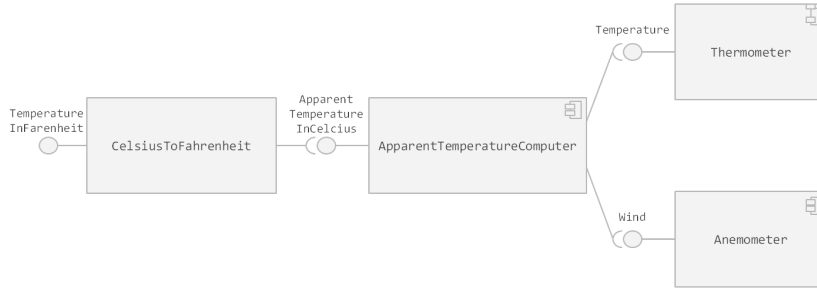 Temperature
Thermometer
Apparent
Temperature
InCelcius
Temperature
InFarenheit
CelsiusToFahrenheit
ApparentTemperatureComputer
Wind
Anemometer